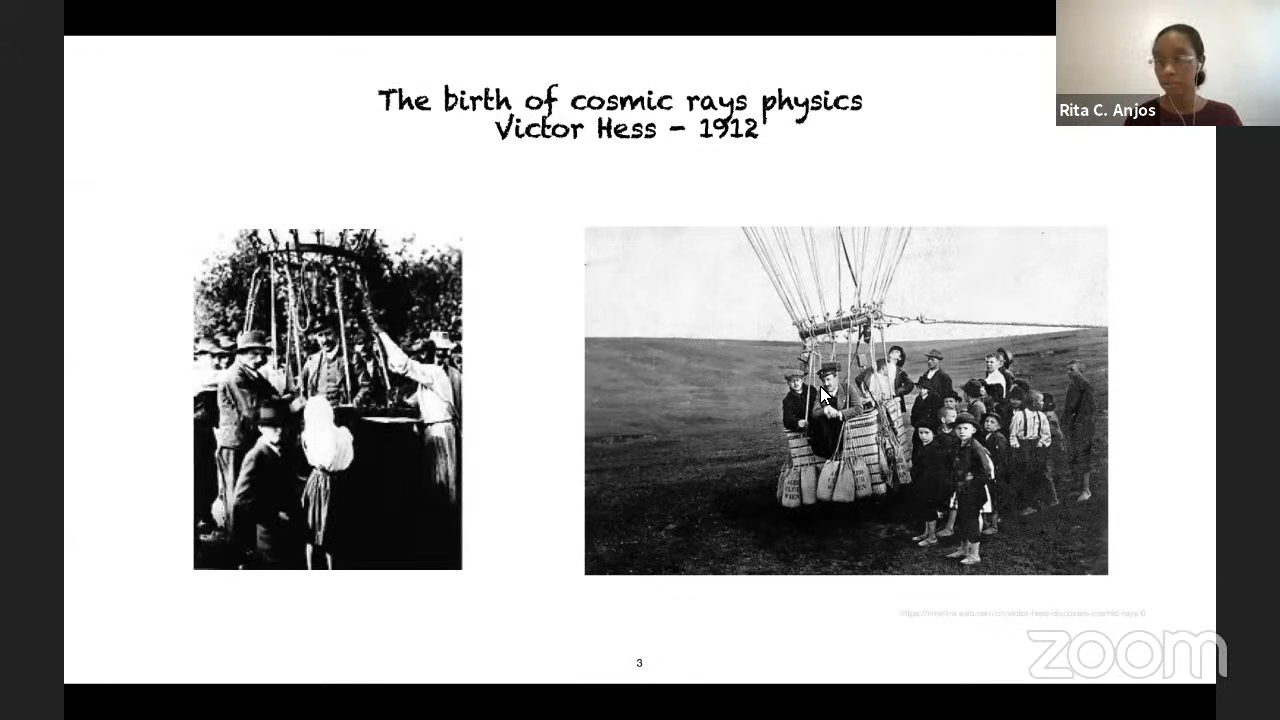 The birth of cosmic rays physics
Victor Hess - 1912
Rita C. Anjos
3
zoom